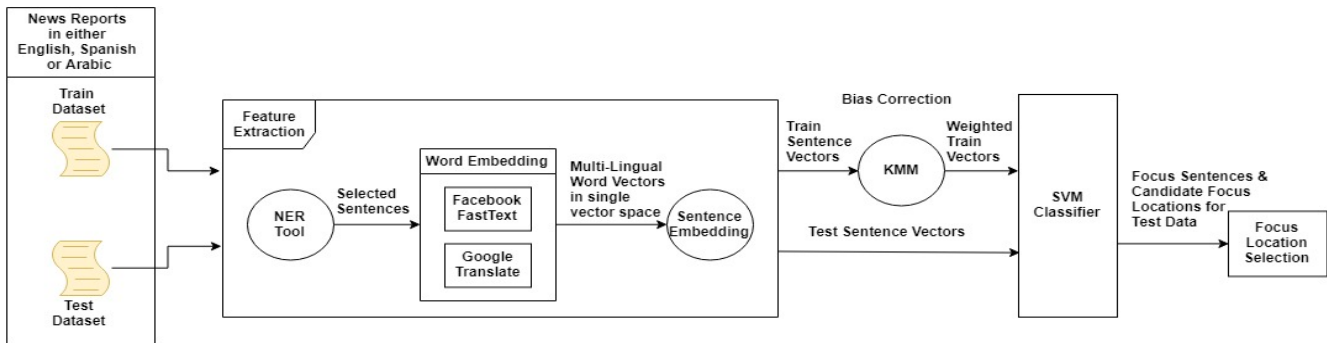 News Reports
in either
English, Spanish
or Arabic
Train
Dataset
Test
Dataset
Feature
Extraction
NER
Tool
Selected
Sentences
Word Embedding
Facebook
FastText
Google
Translate
Multi-Lingual
Word Vectors
in single
vector space
Sentence
Embedding
Bias Correction
Train
Sentence
Vectors
KMM
Weighted
Train
Vectors
Test Sentence Vectors
SVM
Classifier
Focus Sentences &
Candidate Focus
Locations for
Test Data
Focus
Location
Selection